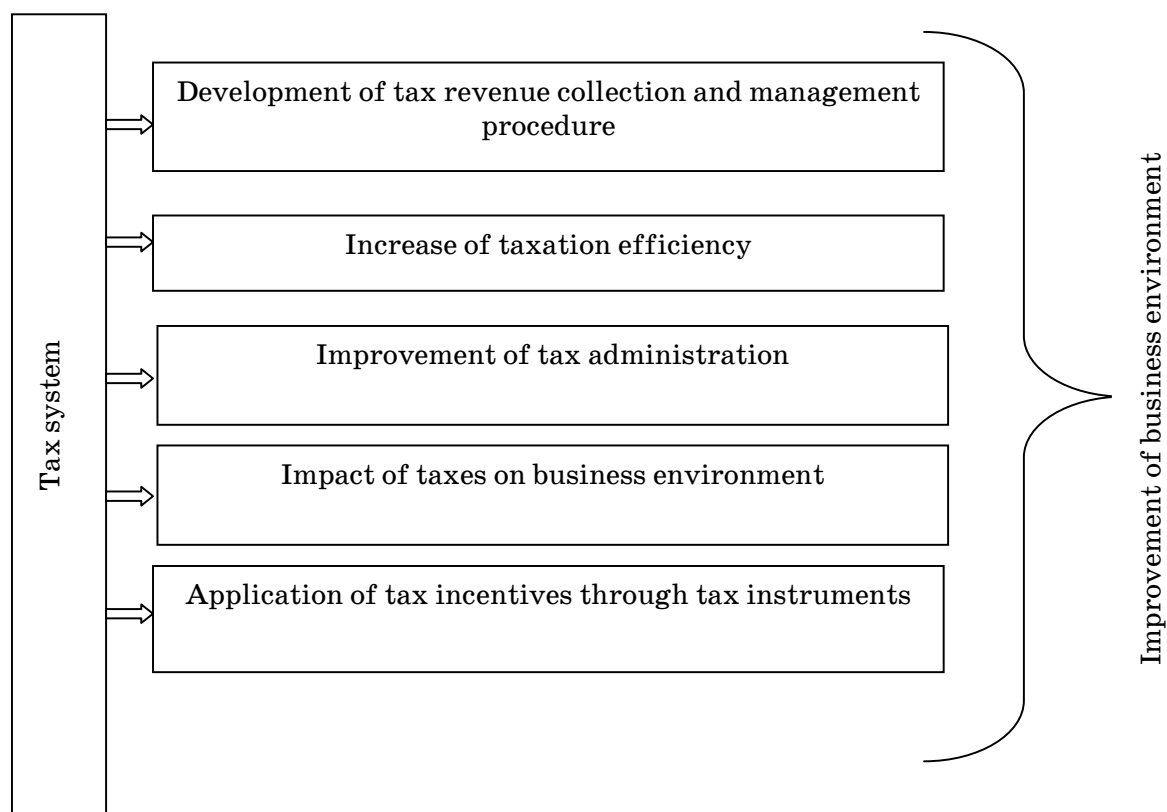 Tax system
Development of tax revenue collection and management
procedure
Increase of taxation efficiency
Improvement of tax administration
Impact of taxes on business environment
Application of tax incentives through tax instruments
Improvement of business environment